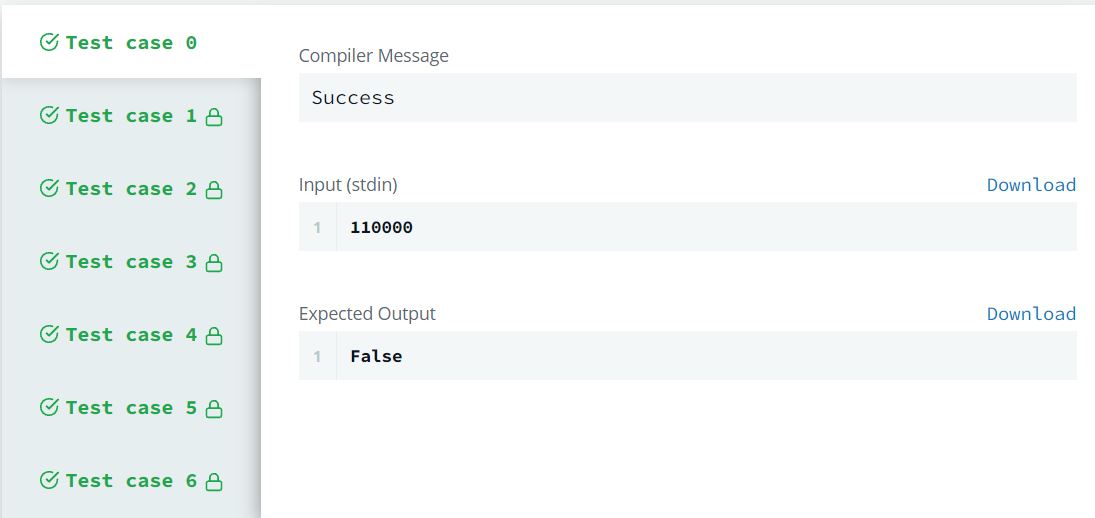 Test case 0
Test case 1
Test case 2
Test case 3
Test case 4
Test case 5
Test case 6
Compiler Message
Success
Input (stdin)
Download
1 110000
Expected Output
Download
1 False